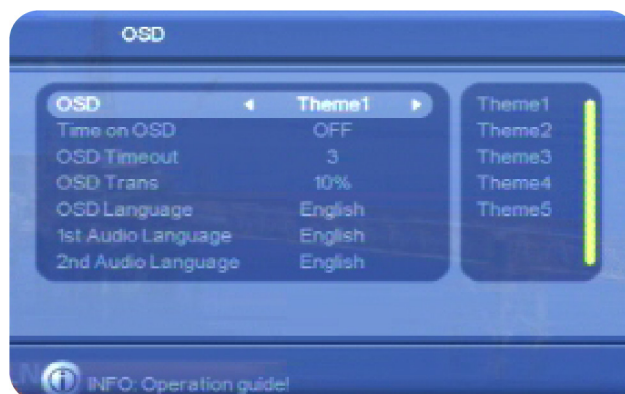 OSD
OSD Theme1
Time on OSD OFF
OSD Timeout 3
OSD Trans 10%
OSD Language English
1st Audio Language English
2nd Audio Language English
Theme1
Theme2
Theme3
Theme4
Theme5
INFO: Operation guide!